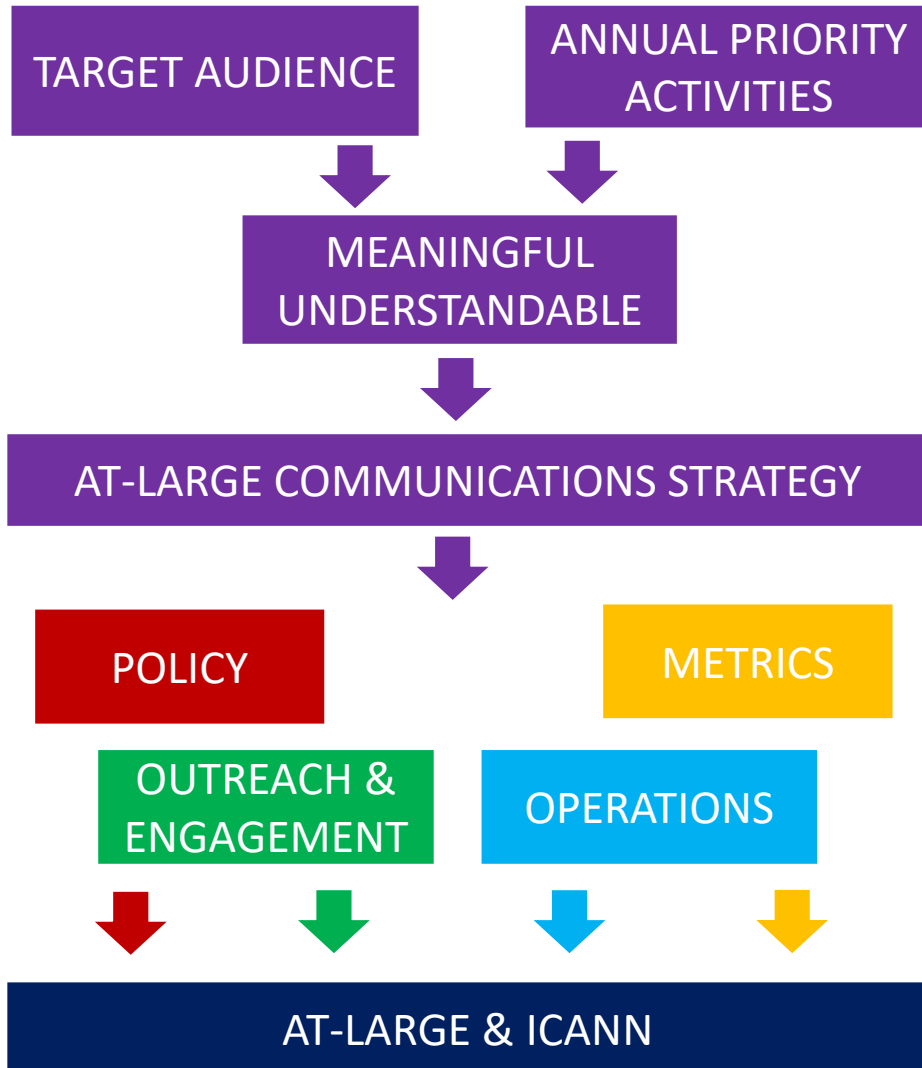 TARGET AUDIENCE
ANNUAL PRIORITY
ACTIVITIES
MEANINGFUL
UNDERSTANDABLE
AT-LARGE COMMUNICATIONS STRATEGY
POLICY
METRICS
OUTREACH &
ENGAGEMENT
OPERATIONS
AT-LARGE & ICANN